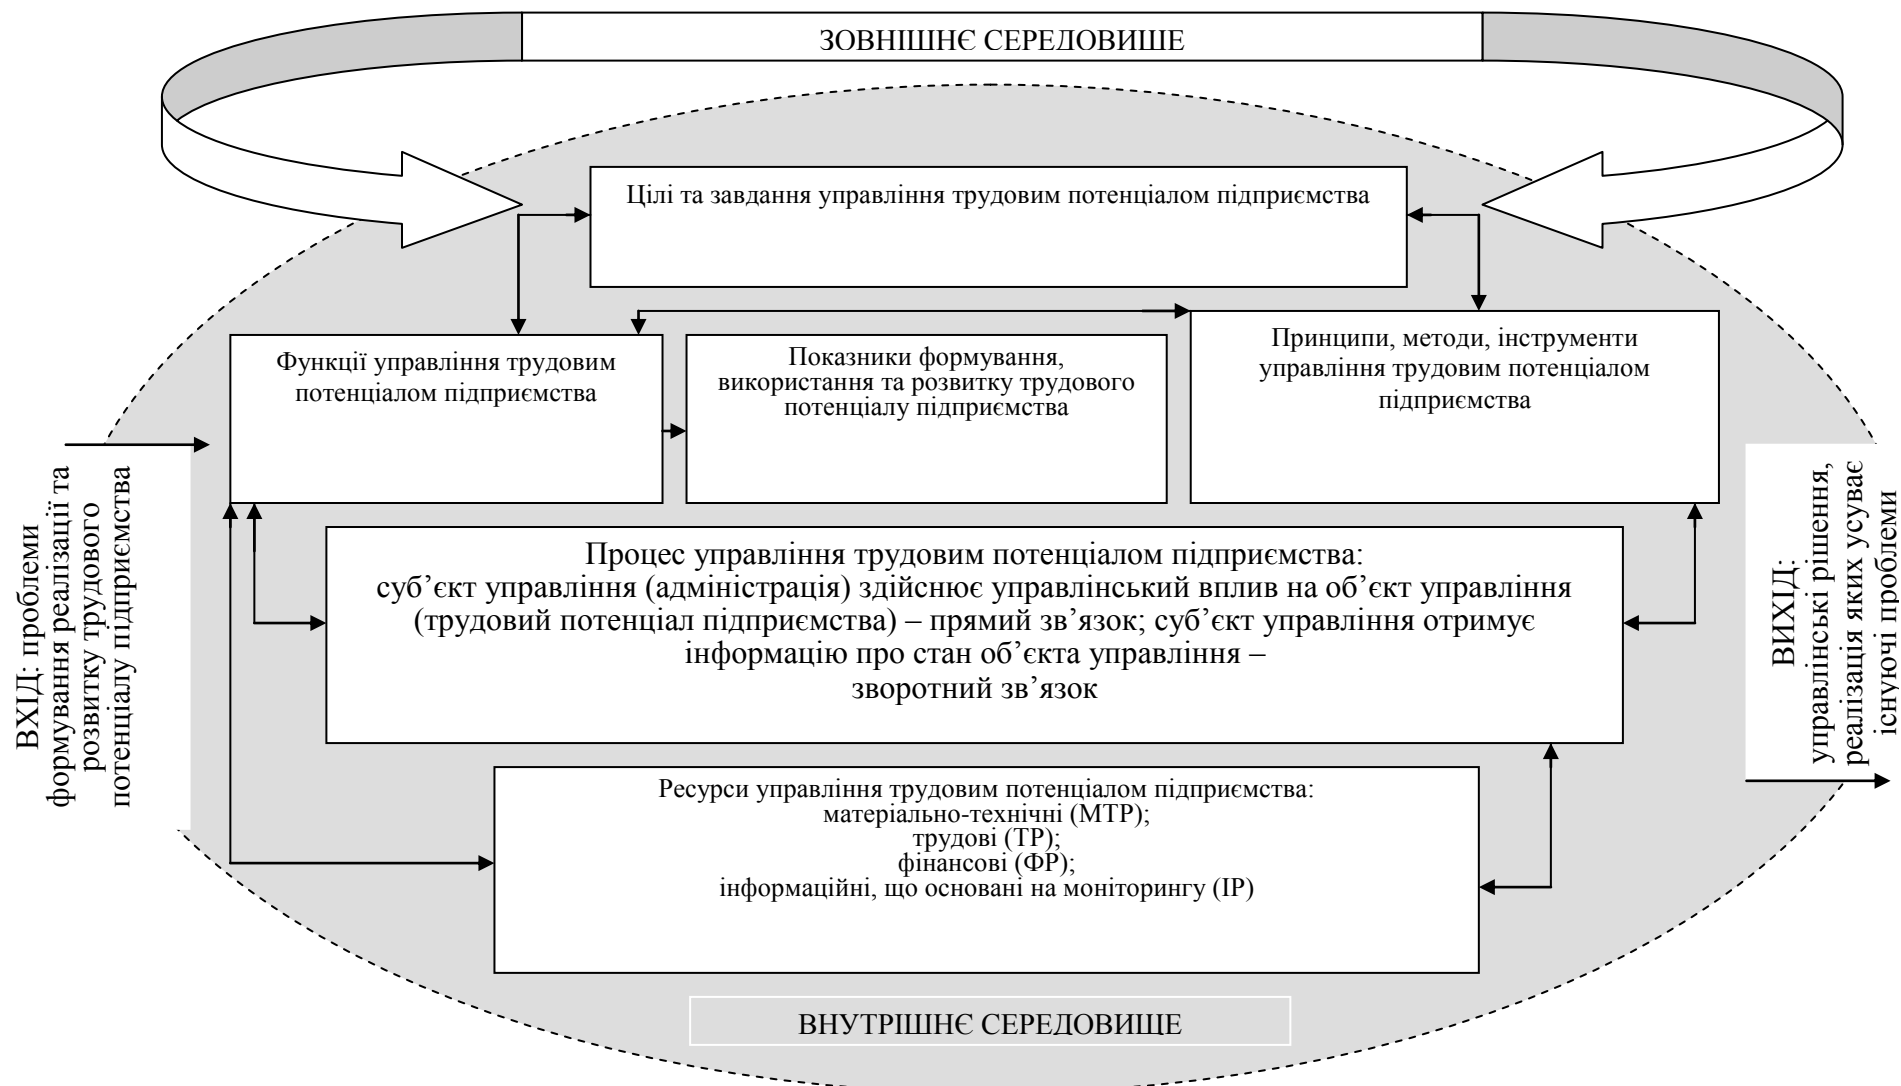 ЗОВНІШНЄ СЕРЕДОВИЩЕ
Цілі та завдання управління трудовим потенціалом підприємства
Функції управління трудовим
потенціалом підприємства
Показники формування,
використання та розвитку трудового
потенціалу підприємства
Принципи, методи, інструменти
управління трудовим потенціалом
підприємства
ВХІД: проблеми
формування реалізації та
розвитку трудового
потенціалу підприємства
Процес управління трудовим потенціалом підприємства:
суб’єкт управління (адміністрація) здійснює управлінський вплив на об’єкт управління
(трудовий потенціал підприємства) – прямий зв’язок; суб’єкт управління отримує
інформацію про стан об’єкта управління –
зворотний зв’язок
ВИХІД:
управлінські рішення,
реалізація яких усуває
існуючі проблеми
Ресурси управління трудовим потенціалом підприємства:
матеріально-технічні (МТР);
трудові (ТР);
фінансові (ФР);
інформаційні, що основані на моніторингу (ІР)
ВНУТРІШНЄ СЕРЕДОВИЩЕ